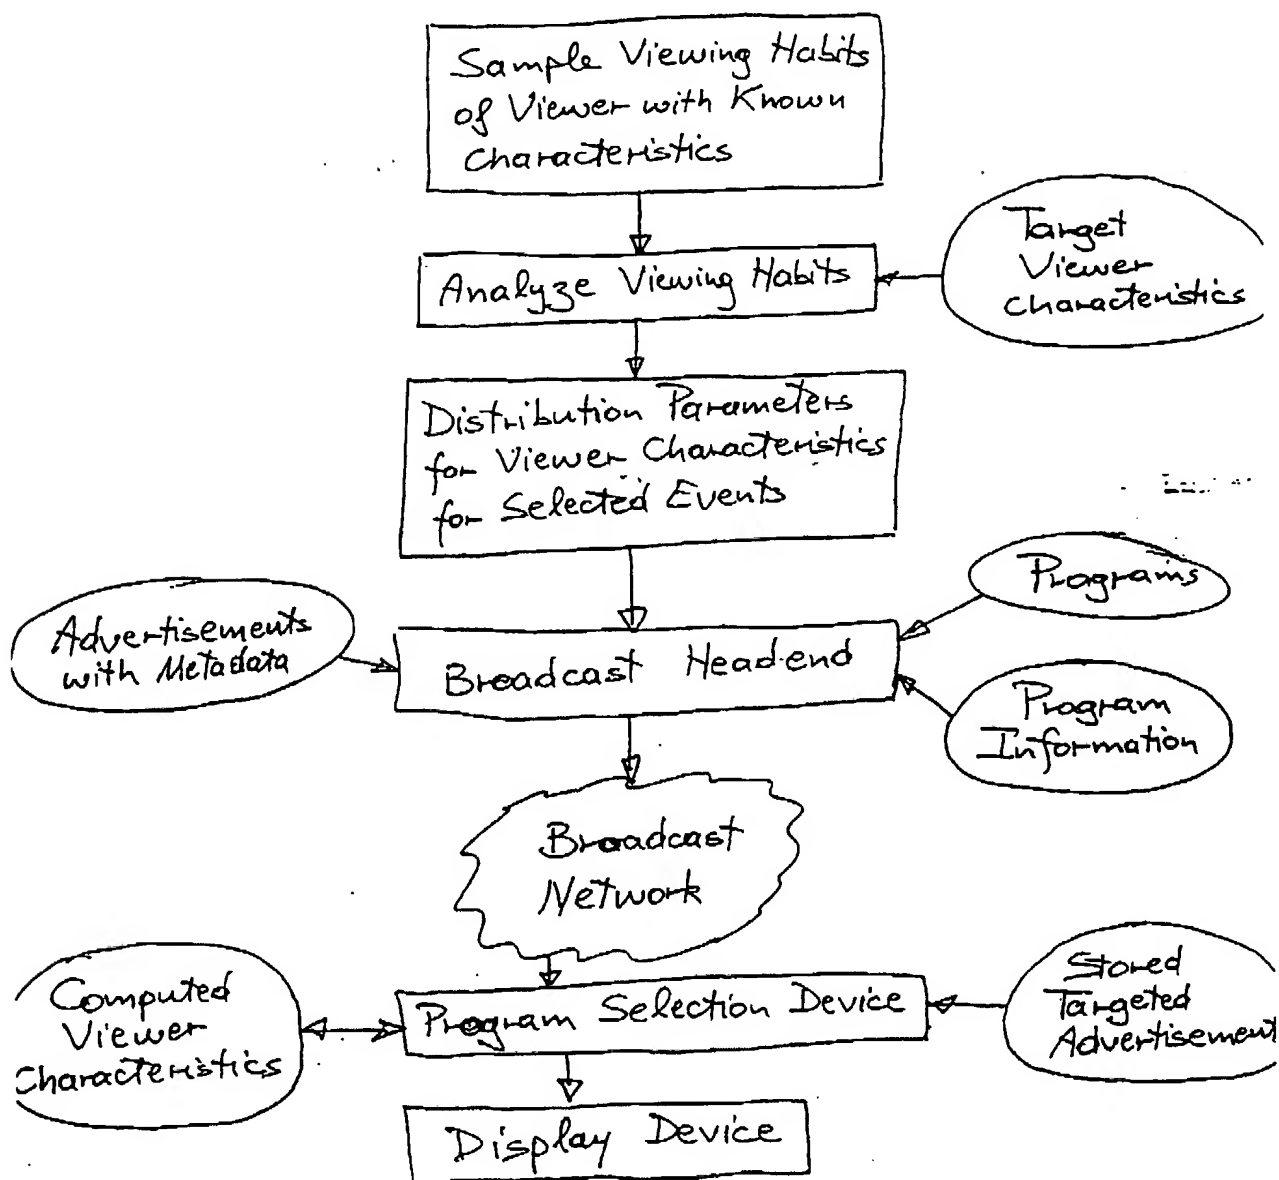 Sample Viewing Habits
of Viewer with Known
Characteristics
Target
Viewer
Characteristics
Analyze Viewing Habits
Distribution Parameters
for Viewer Characteristics
for Selected Events
Programs
Advertisements
with Metadata
Broadcast Head-end
Program
Information
Broadcast
Network
Computed
Viewer
Characteristics
Program Selection Device
Stored
Targeted
Advertisement
Display Device